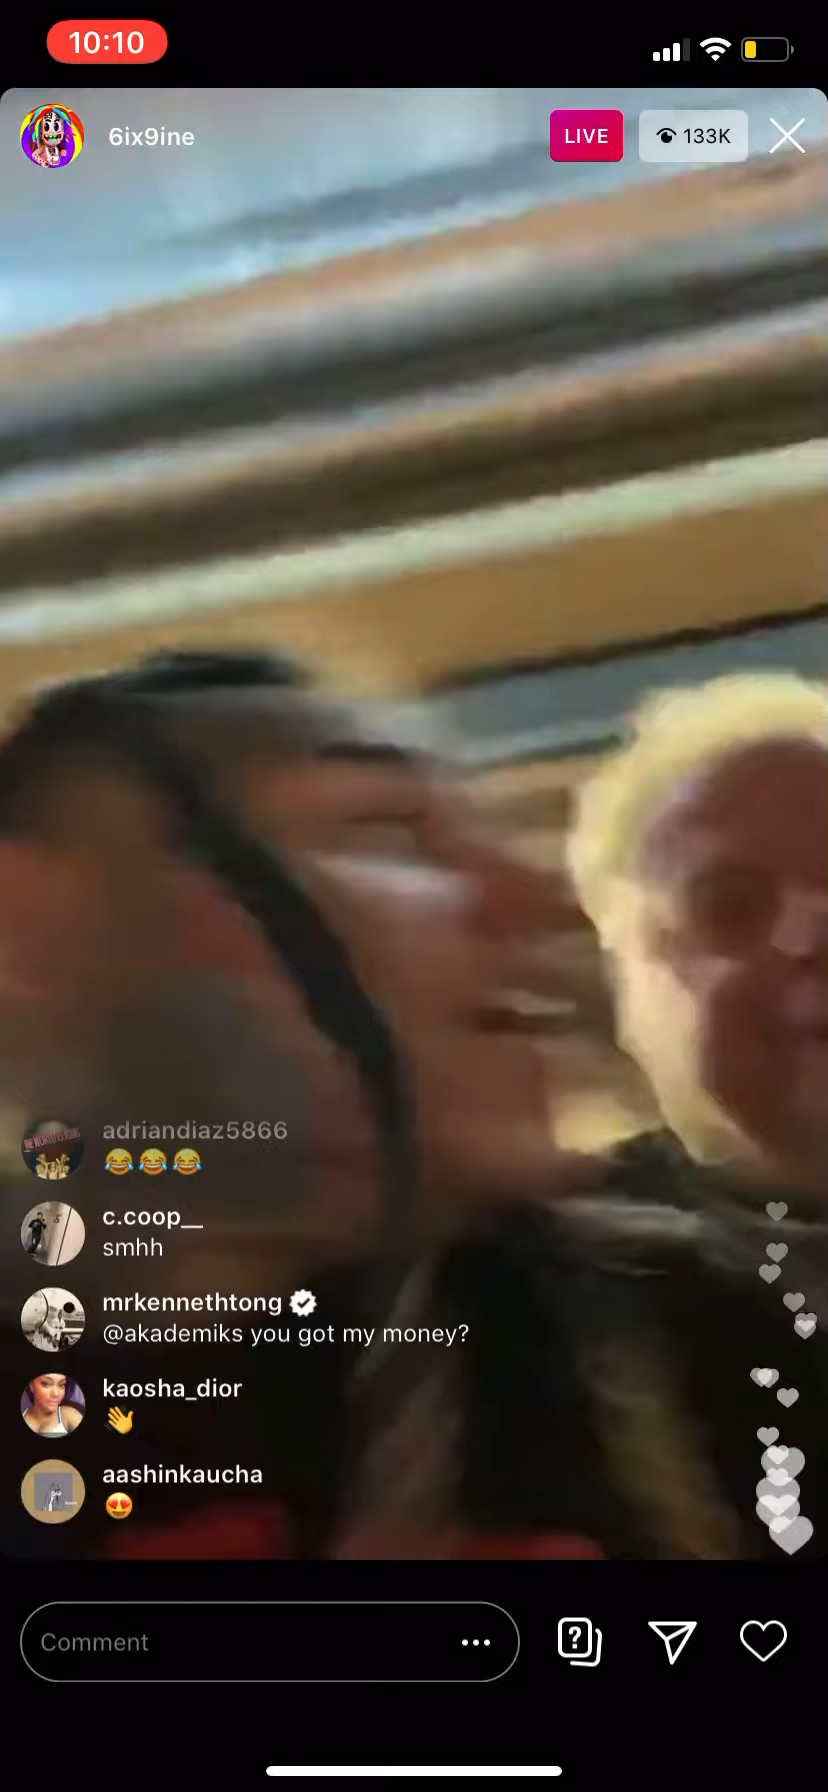 10:10
6ix9ine
LIVE
133K
adriandiaz5866
😂😂😂
c.coop__
smhh
mrkennethtong
@akademiks you got my money?
kaosha_dior
👋
aashinkaucha
😍
Comment